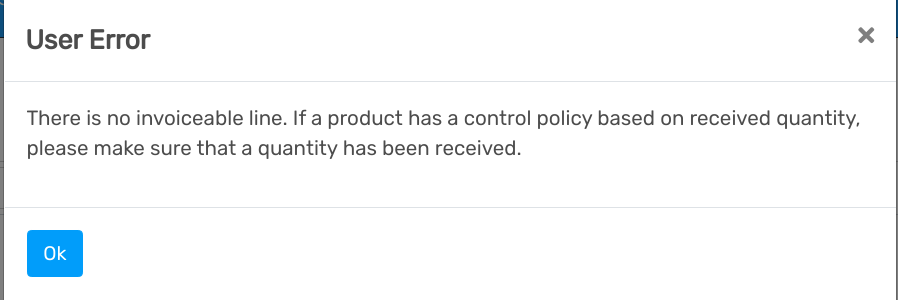 User Error
×
There is no invoiceable line. If a product has a control policy based on received quantity,
please make sure that a quantity has been received.
Ok